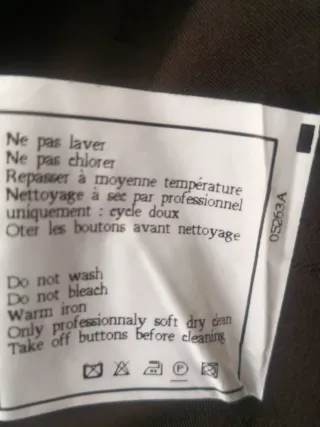 Ne pas laver
Ne pas chlorer
Repasser à moyenne température
Nettoyage à sec par professionnel
uniquement : cycle doux
Oter les boutons avant nettoyage
05263A
Do not wash
Do not bleach
Warm iron
Only professionnaly soft dry clean
Take off buttons before cleaning
P